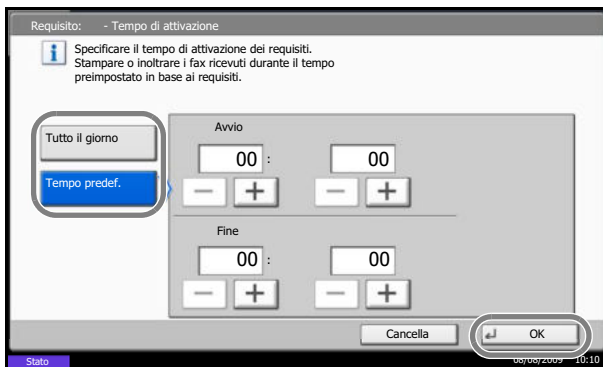 Requisito: - Tempo di attivazione
Specificare il tempo di attivazione dei requisiti.
Stampare o inoltrare i fax ricevuti durante il tempo
preimpostato in base ai requisiti.
Tutto il giorno
Tempo predef.
Avvio
00 : 00
Fine
00 : 00
Cancella
OK
Stato
08/08/2009 10:10